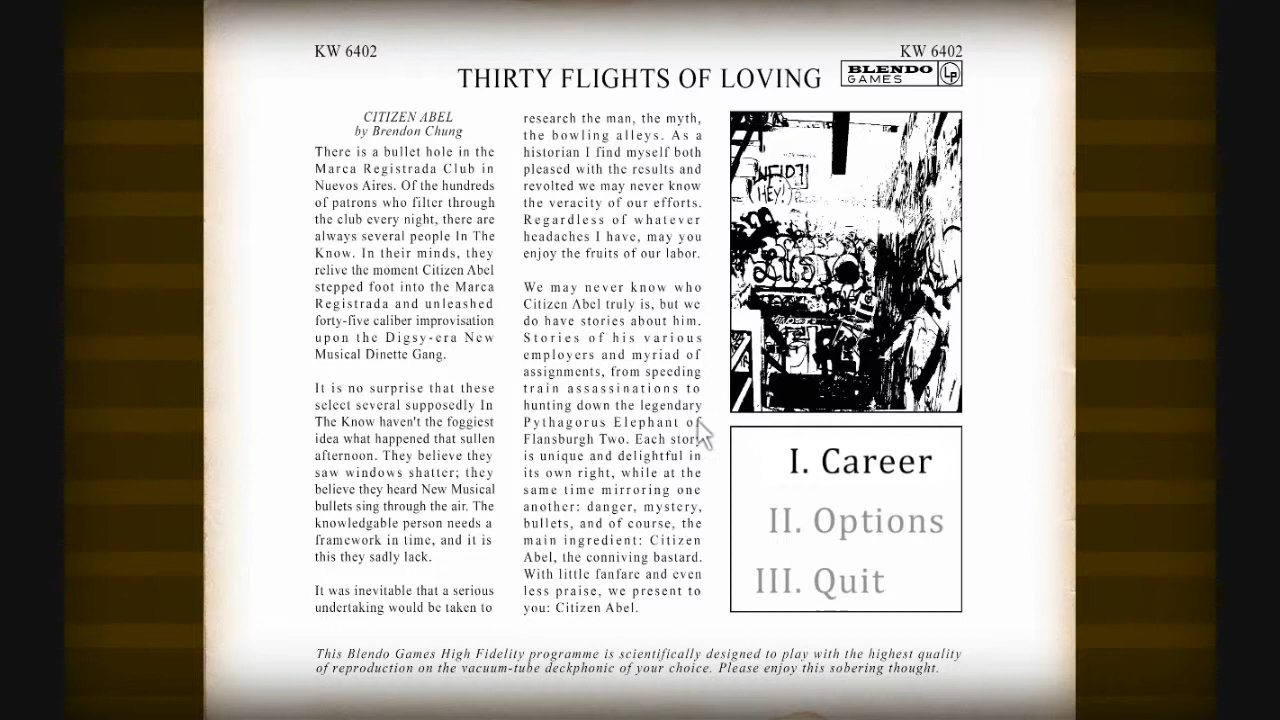 KW 6402
KW 6402
THIRTY FLIGHTS OF LOVING
BLENDO
GAMES
LP
CITIZEN ABEL
by Brendon Chung
There is a bullet hole in the
Marca Registrada Club in
Nuevos Aires. Of the hundreds
of patrons who filter through
the club every night, there are
always several people In The
Know. In their minds, they
relive the moment Citizen Abel
stepped foot into the Marca
Registrada and unleashed
forty-five caliber improvisation
upon the Digsy-era New
Musical Dinette Gang.
It is no surprise that these
select several supposedly In
The Know haven't the foggiest
idea what happened that sullen
afternoon. They believe they
saw windows shatter; they
believe they heard New Musical
bullets sing through the air. The
knowledgable person needs a
framework in time, and it is
this they sadly lack.
It was inevitable that a serious
undertaking would be taken to
research the man, the myth,
the bowling alleys. As a
historian I find myself both
pleased with the results and
revolted we may never know
the veracity of our efforts.
Regardless of whatever
headaches I have, may you
enjoy the fruits of our labor.
We may never know who
Citizen Abel truly is, but we
do have stories about him.
Stories of his various
employers and myriad of
assignments, from speeding
train assassinations to
hunting down the legendary
Pythagorus Elephant of
Flansburgh Two. Each story
is unique and delightful in
its own right, while at the
same time mirroring one
another: danger, mystery,
bullets, and of course, the
main ingredient: Citizen
Abel, the conniving bastard.
With little fanfare and even
less praise, we present to
you: Citizen Abel.
(HEY!)
I. Career
II. Options
III. Quit
This Blendo Games High Fidelity programme is scientifically designed to play with the highest quality
of reproduction on the vacuum-tube deckphonic of your choice. Please enjoy this sobering thought.